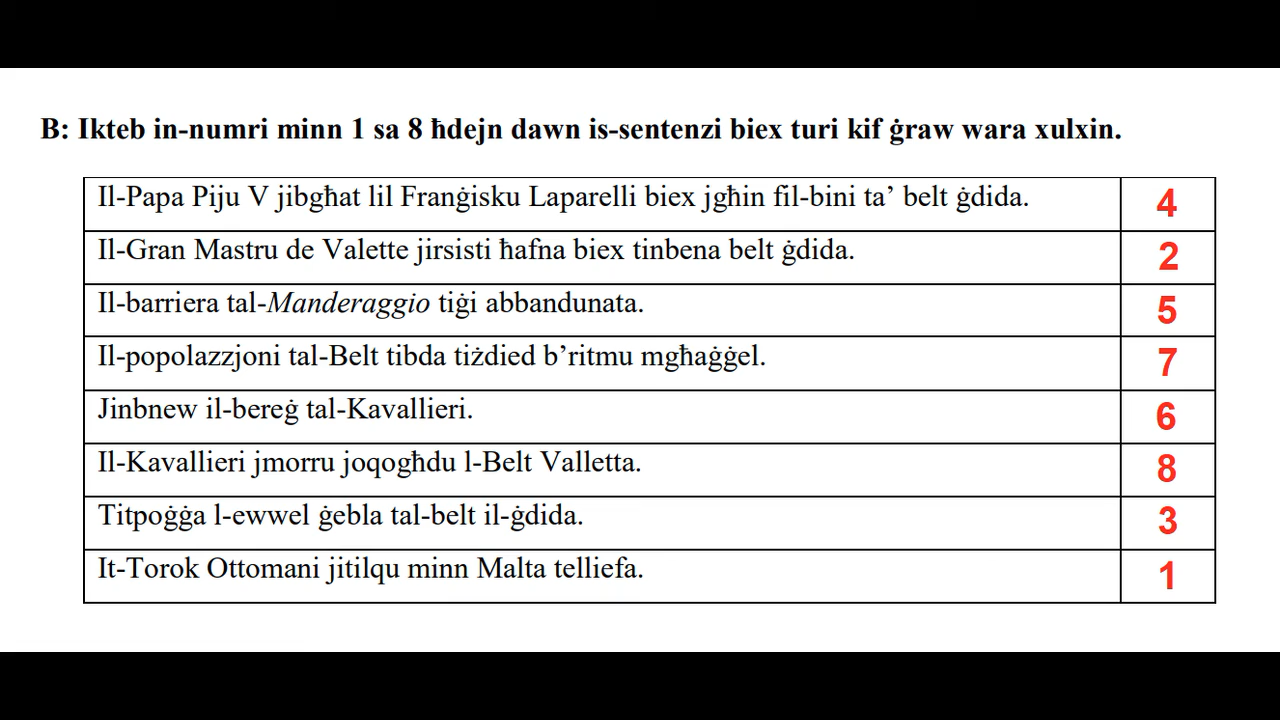 B: Ikteb in-numri minn 1 sa 8 ħdejn dawn is-sentenzi biex turi kif ġraw wara xulxin.
Il-Papa Piju V jibgħat lil Franġisku Laparelli biex jgħin fil-bini ta’ belt ġdida. 4
Il-Gran Mastru de Valette jirsisti ħafna biex tinbena belt ġdida. 2
Il-barriera tal-Manderaggio tiġi abbandunata. 5
Il-popolazzjoni tal-Belt tibda tiżdied b’ritmu mgħaġġel. 7
Jinbnew il-bereġ tal-Kavallieri. 6
Il-Kavallieri jmorru joqogħdu l-Belt Valletta. 8
Titpoġġa l-ewwel ġebla tal-belt il-ġdida. 3
It-Torok Ottomani jitilqu minn Malta telliefa. 1